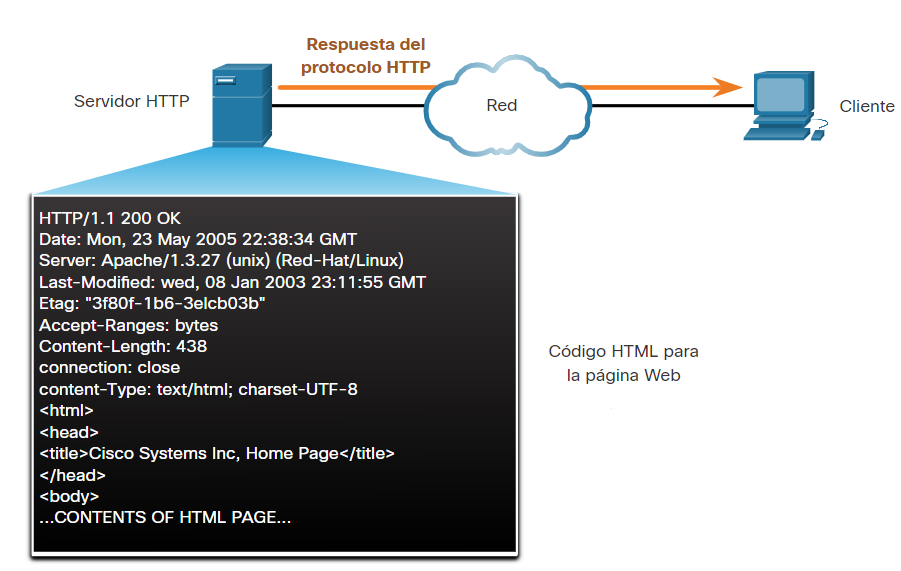 Respuesta del
protocolo HTTP
Servidor HTTP
Red
Cliente
HTTP/1.1 200 OK
Date: Mon, 23 May 2005 22:38:34 GMT
Server: Apache/1.3.27 (unix) (Red-Hat/Linux)
Last-Modified: wed, 08 Jan 2003 23:11:55 GMT
Etag: "3f80f-1b6-3elcb03b"
Accept-Ranges: bytes
Content-Length: 438
connection: close
content-Type: text/html; charset-UTF-8
<html>
<head>
<title>Cisco Systems Inc, Home Page</title>
</head>
<body>
...CONTENTS OF HTML PAGE...
Código HTML para
la página Web